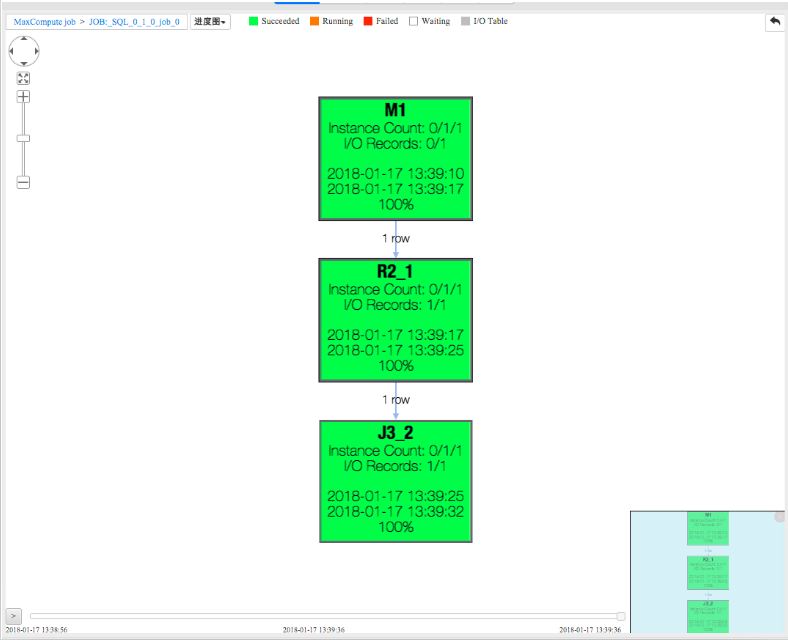 MaxCompute job > JOB:_SQL_0_1_0_job_0 进度图 Succeeded Running Failed Waiting I/O Table
M1
Instance Count: 0/1/1
I/O Records: 0/1
2018-01-17 13:39:10
2018-01-17 13:39:17
100%
1 row
R2_1
Instance Count: 0/1/1
I/O Records: 1/1
2018-01-17 13:39:17
2018-01-17 13:39:25
100%
1 row
J3_2
Instance Count: 0/1/1
I/O Records: 1/1
2018-01-17 13:39:25
2018-01-17 13:39:32
100%
M1
R2_1
J3_2
>
2018-01-17 13:38:56 2018-01-17 13:39:36 2018-01-17 13:39:36